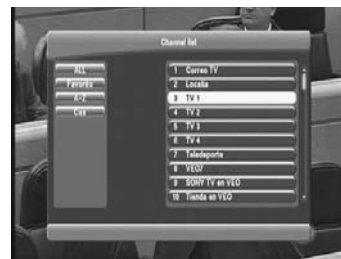 Channel list
ALL
Favorite
A-Z
Cas
1 Correo TV
2 Localia
3 TV 1
4 TV 2
5 TV 3
6 TV 4
7 Teledeporte
8 VEO7
9 SONY TV en VEO
10 Tienda en VEO